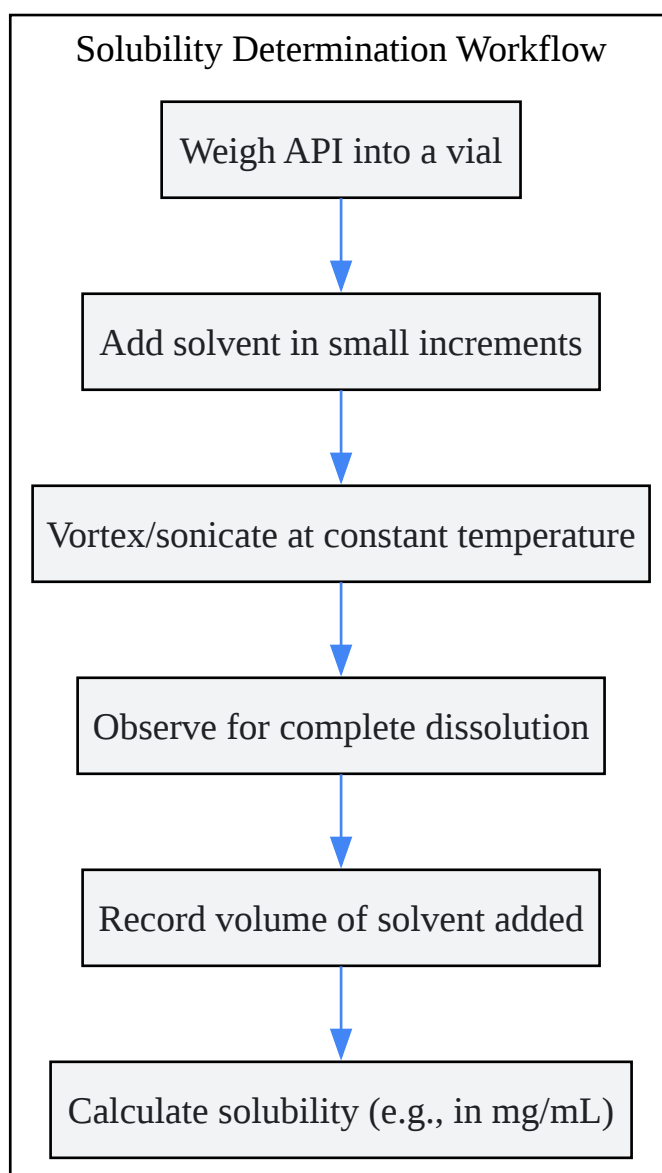 Solubility Determination Workflow
Weigh API into a vial
Add solvent in small increments
Vortex/sonicate at constant temperature
Observe for complete dissolution
Record volume of solvent added
Calculate solubility (e.g., in mg/mL)